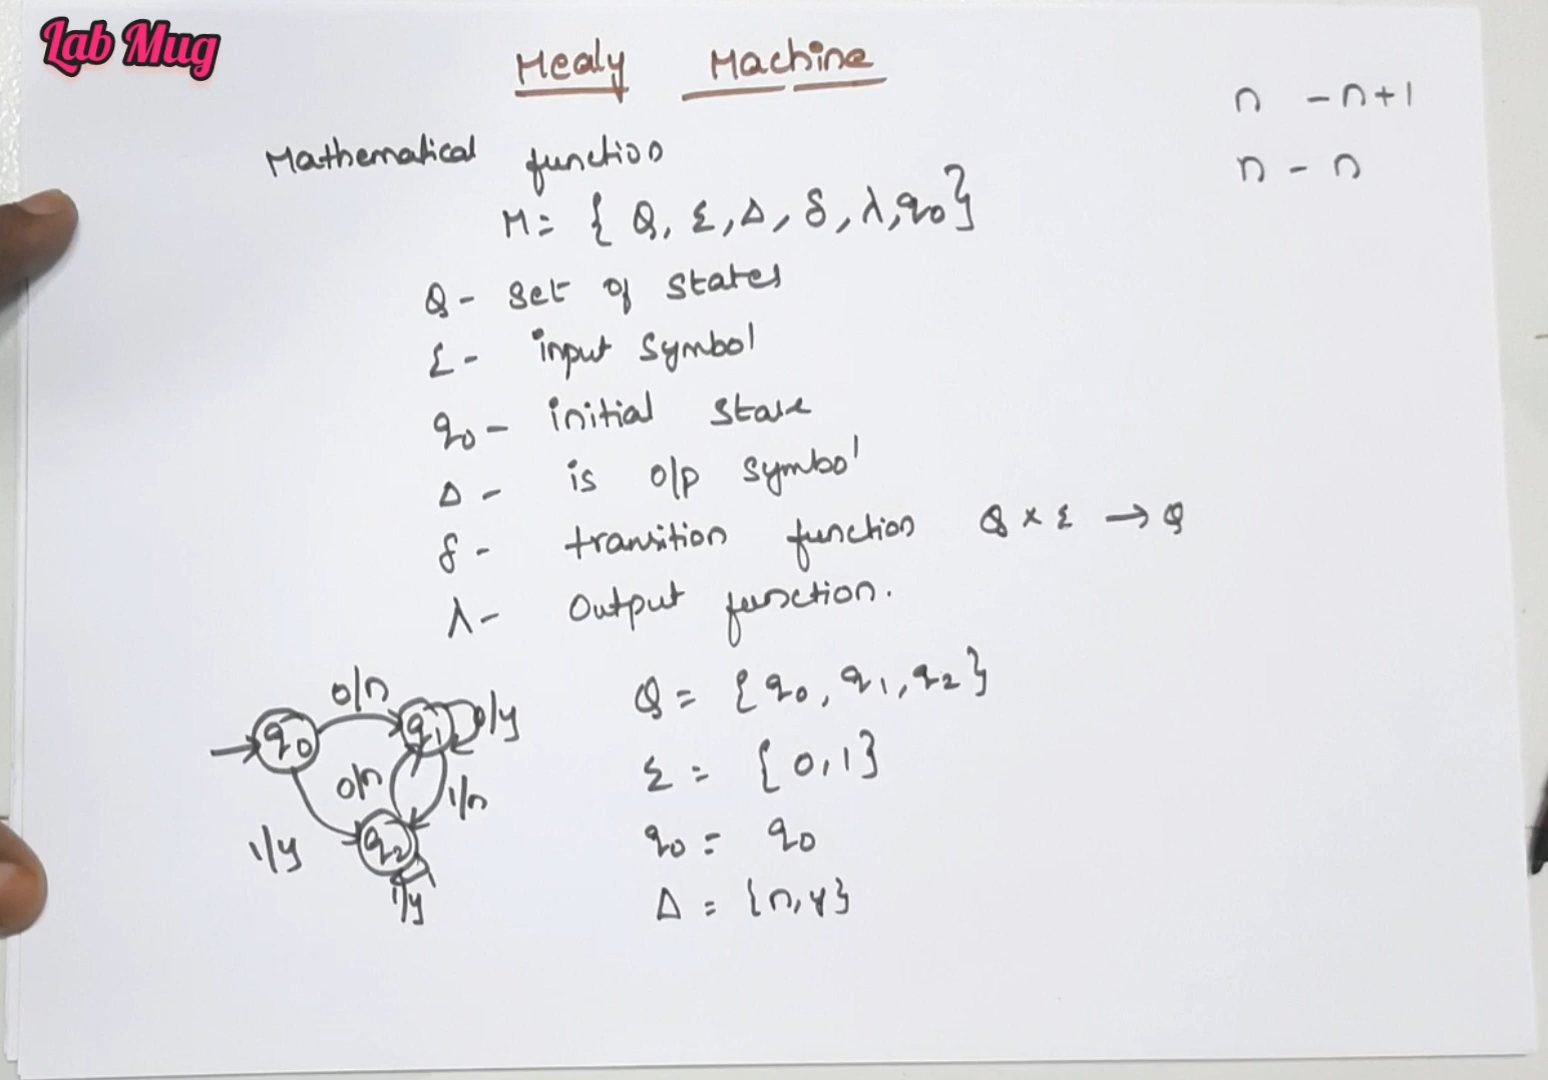 Lab Mug
Mealy Machine
n - n+1
n - n
Mathematical function
M = { Q, Σ, Δ, δ, λ, q0 }
Q - set of states
Σ - input symbol
q0 - initial state
Δ - is o/p symbol
δ - transition function Q × Σ → Q
λ - Output function.
Q = {q0, q1, q2}
Σ = {0,1}
q0 = q0
Δ = {n, y}
0/n
q0
q1
0/y
0/n
1/n
1/y
q2
1/y